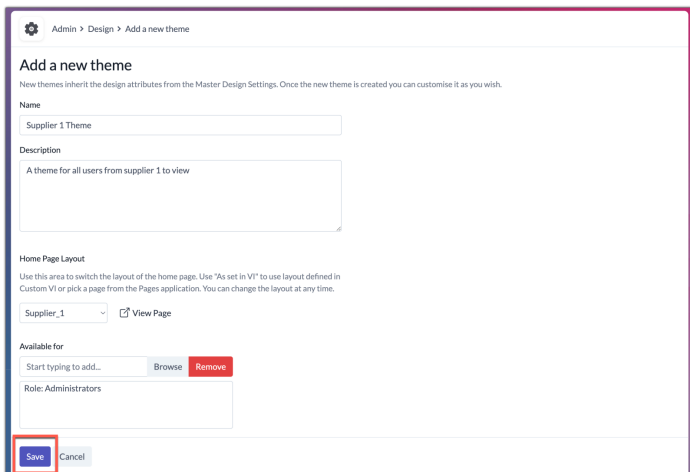 Admin > Design > Add a new theme
Add a new theme
New themes inherit the design attributes from the Master Design Settings. Once the new theme is created you can customise it as you wish.
Name
Supplier 1 Theme
Description
A theme for all users from supplier 1 to view
Home Page Layout
Use this area to switch the layout of the home page. Use "As set in VI" to use layout defined in
Custom VI or pick a page from the Pages application. You can change the layout at any time.
Supplier_1 View Page
Available for
Start typing to add... Browse Remove
Role: Administrators
Save Cancel